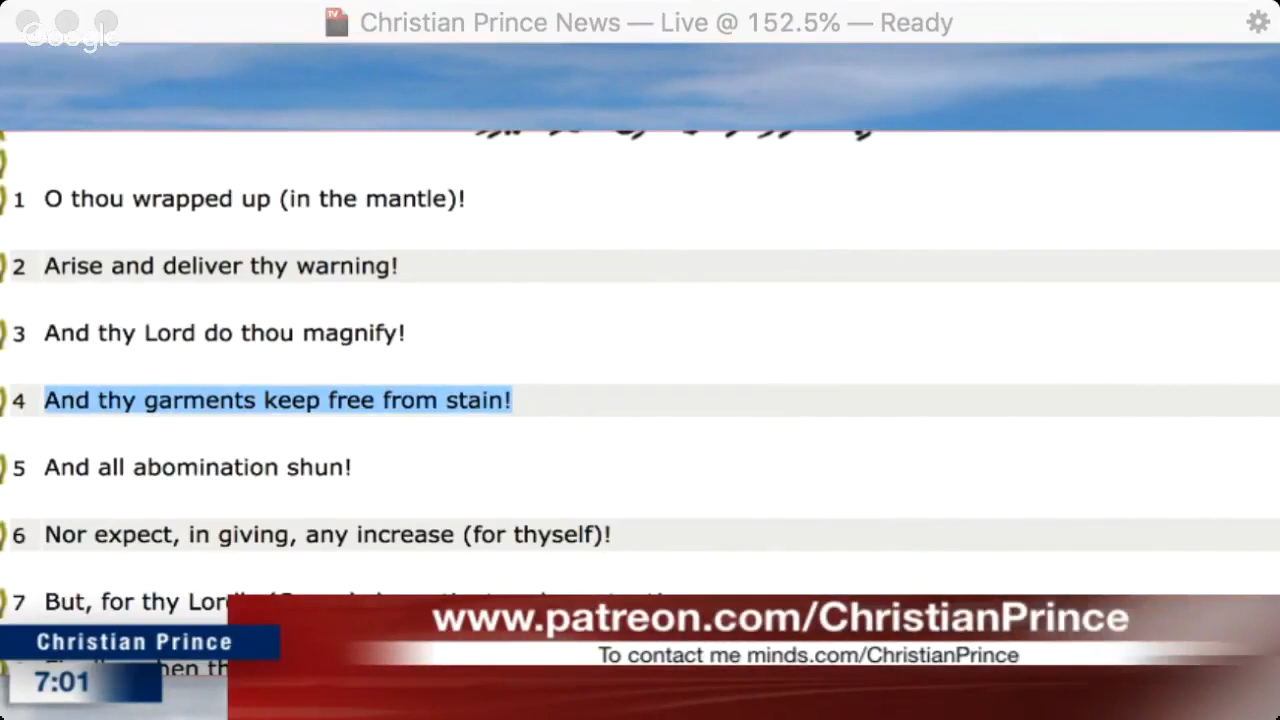 Christian Prince News — Live @ 152.5% — Ready
Google
1 O thou wrapped up (in the mantle)!
2 Arise and deliver thy warning!
3 And thy Lord do thou magnify!
4 And thy garments keep free from stain!
5 And all abomination shun!
6 Nor expect, in giving, any increase (for thyself)!
7 But, for thy
www.patreon.com/ChristianPrince
Christian Prince
To contact me minds.com/ChristianPrince
7:01